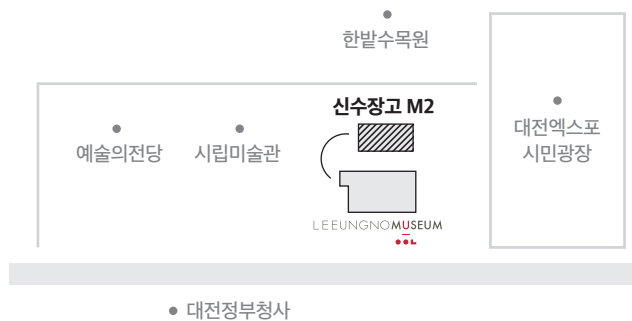 한밭수목원
신수장고 M2
예술의전당
시립미술관
대전엑스포
시민광장
LEEUNGNOMUSEUM
대전정부청사